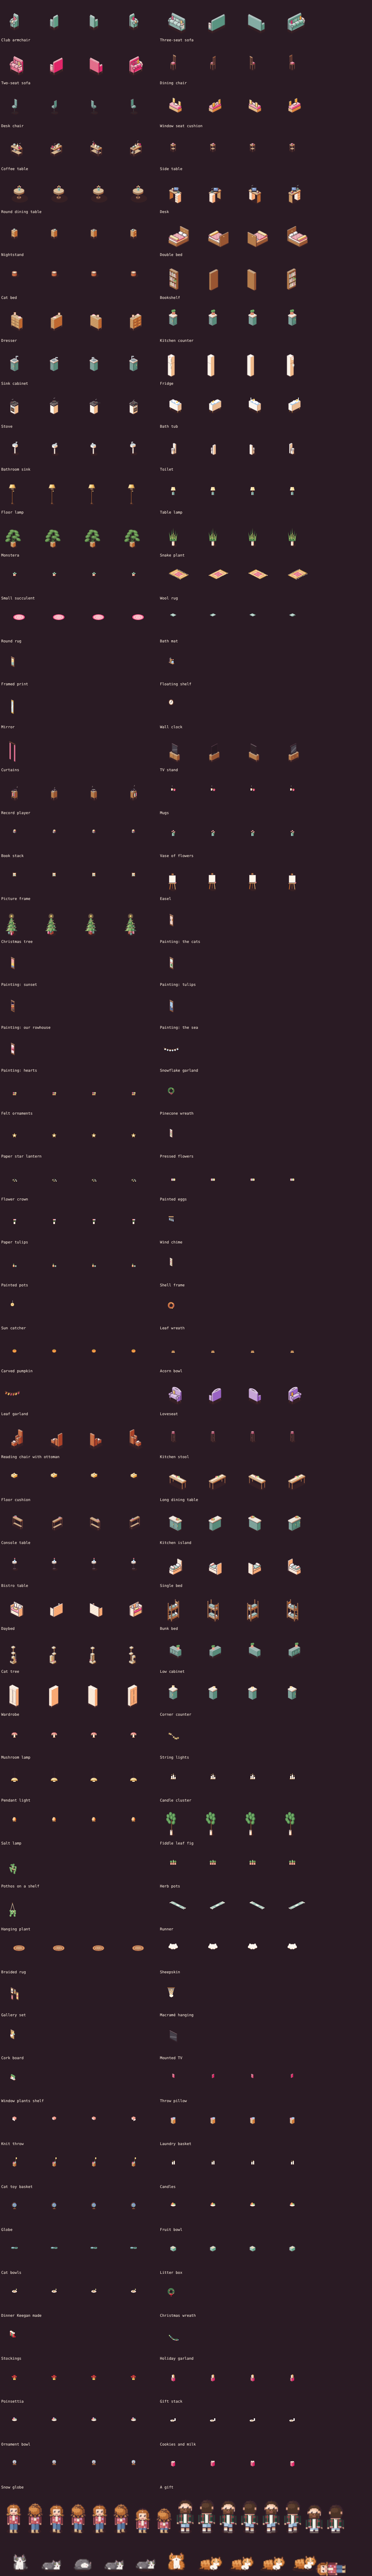 Club armchair
Three-seat sofa
Two-seat sofa
Dining chair
Desk chair
Window seat cushion
Coffee table
Side table
Round dining table
Desk
Nightstand
Double bed
Cat bed
Bookshelf
Dresser
Kitchen counter
Sink cabinet
Fridge
Stove
Bath tub
Bathroom sink
Toilet
Floor lamp
Table lamp
Monstera
Snake plant
Small succulent
Wool rug
Round rug
Bath mat
Framed print
Floating shelf
Mirror
Wall clock
Curtains
TV stand
Record player
Mugs
Book stack
Vase of flowers
Picture frame
Easel
Christmas tree
Painting: the cats
Painting: sunset
Painting: tulips
Painting: our rowhouse
Painting: the sea
Painting: hearts
Snowflake garland
Felt ornaments
Pinecone wreath
Paper star lantern
Pressed flowers
Flower crown
Painted eggs
Paper tulips
Wind chime
Painted pots
Shell frame
Sun catcher
Leaf wreath
Carved pumpkin
Acorn bowl
Leaf garland
Loveseat
Reading chair with ottoman
Kitchen stool
Floor cushion
Long dining table
Console table
Kitchen island
Bistro table
Single bed
Daybed
Bunk bed
Cat tree
Low cabinet
Wardrobe
Corner counter
Mushroom lamp
String lights
Pendant light
Candle cluster
Salt lamp
Fiddle leaf fig
Pothos on a shelf
Herb pots
Hanging plant
Runner
Braided rug
Sheepskin
Gallery set
Macramé hanging
Cork board
Mounted TV
Window plants shelf
Throw pillow
Knit throw
Laundry basket
Cat toy basket
Candles
Globe
Fruit bowl
Cat bowls
Litter box
Dinner Keegan made
Christmas wreath
Stockings
Holiday garland
Poinsettia
Gift stack
Ornament bowl
Cookies and milk
Snow globe
A gift